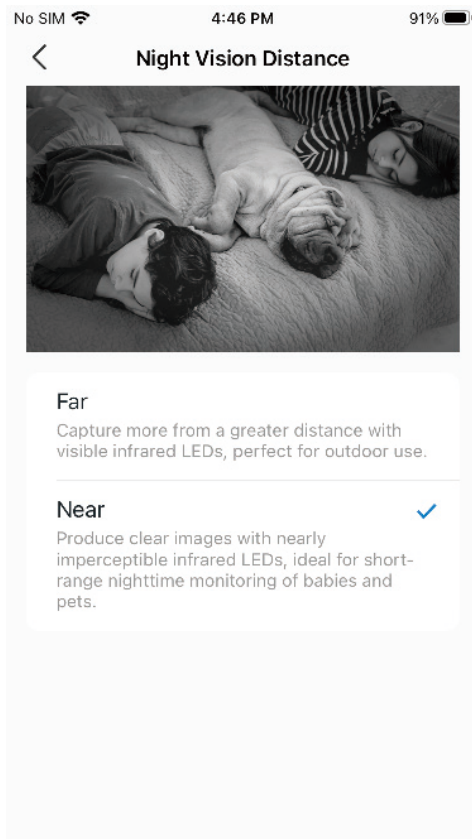 No SIM 4:46 PM 91%
Night Vision Distance
Far
Capture more from a greater distance with
visible infrared LEDs, perfect for outdoor use.
Near
Produce clear images with nearly
imperceptible infrared LEDs, ideal for short-
range nighttime monitoring of babies and
pets.